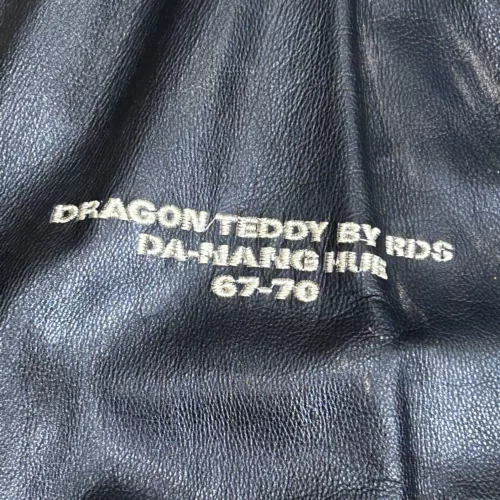 DRAGON/TEDDY BY RDS
DA-NANG HUE
67-70